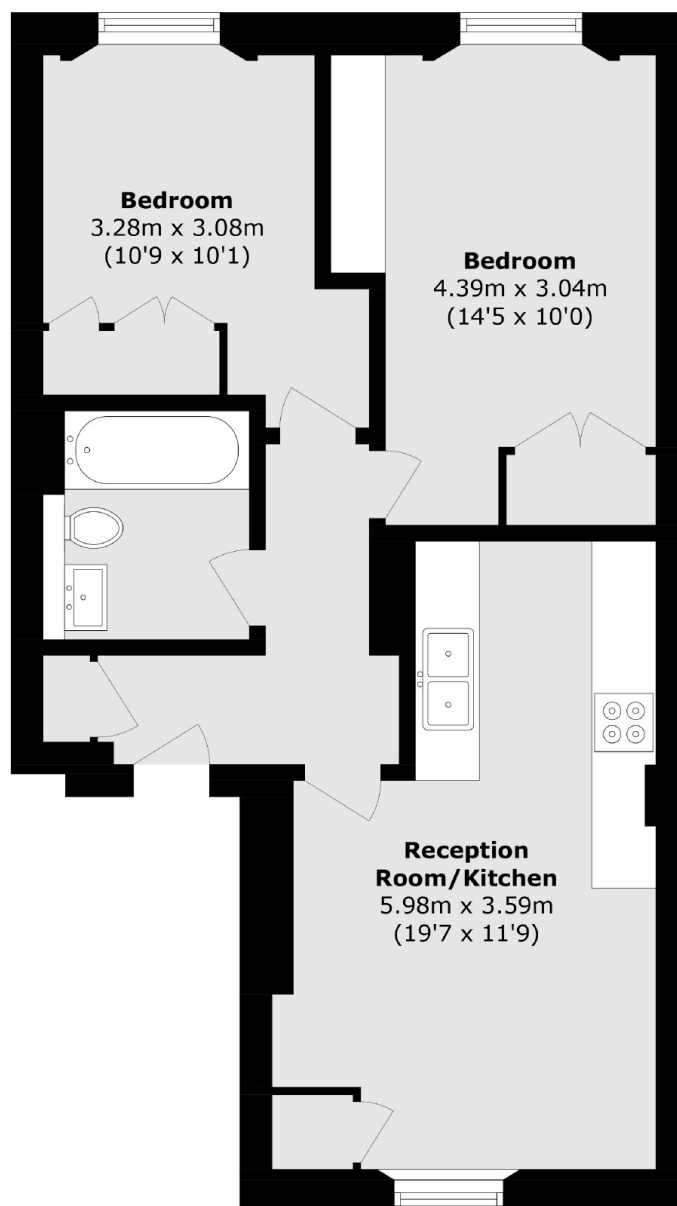 Bedroom
3.28m x 3.08m
(10'9 x 10'1)
Bedroom
4.39m x 3.04m
(14'5 x 10'0)
Reception
Room/Kitchen
5.98m x 3.59m
(19'7 x 11'9)